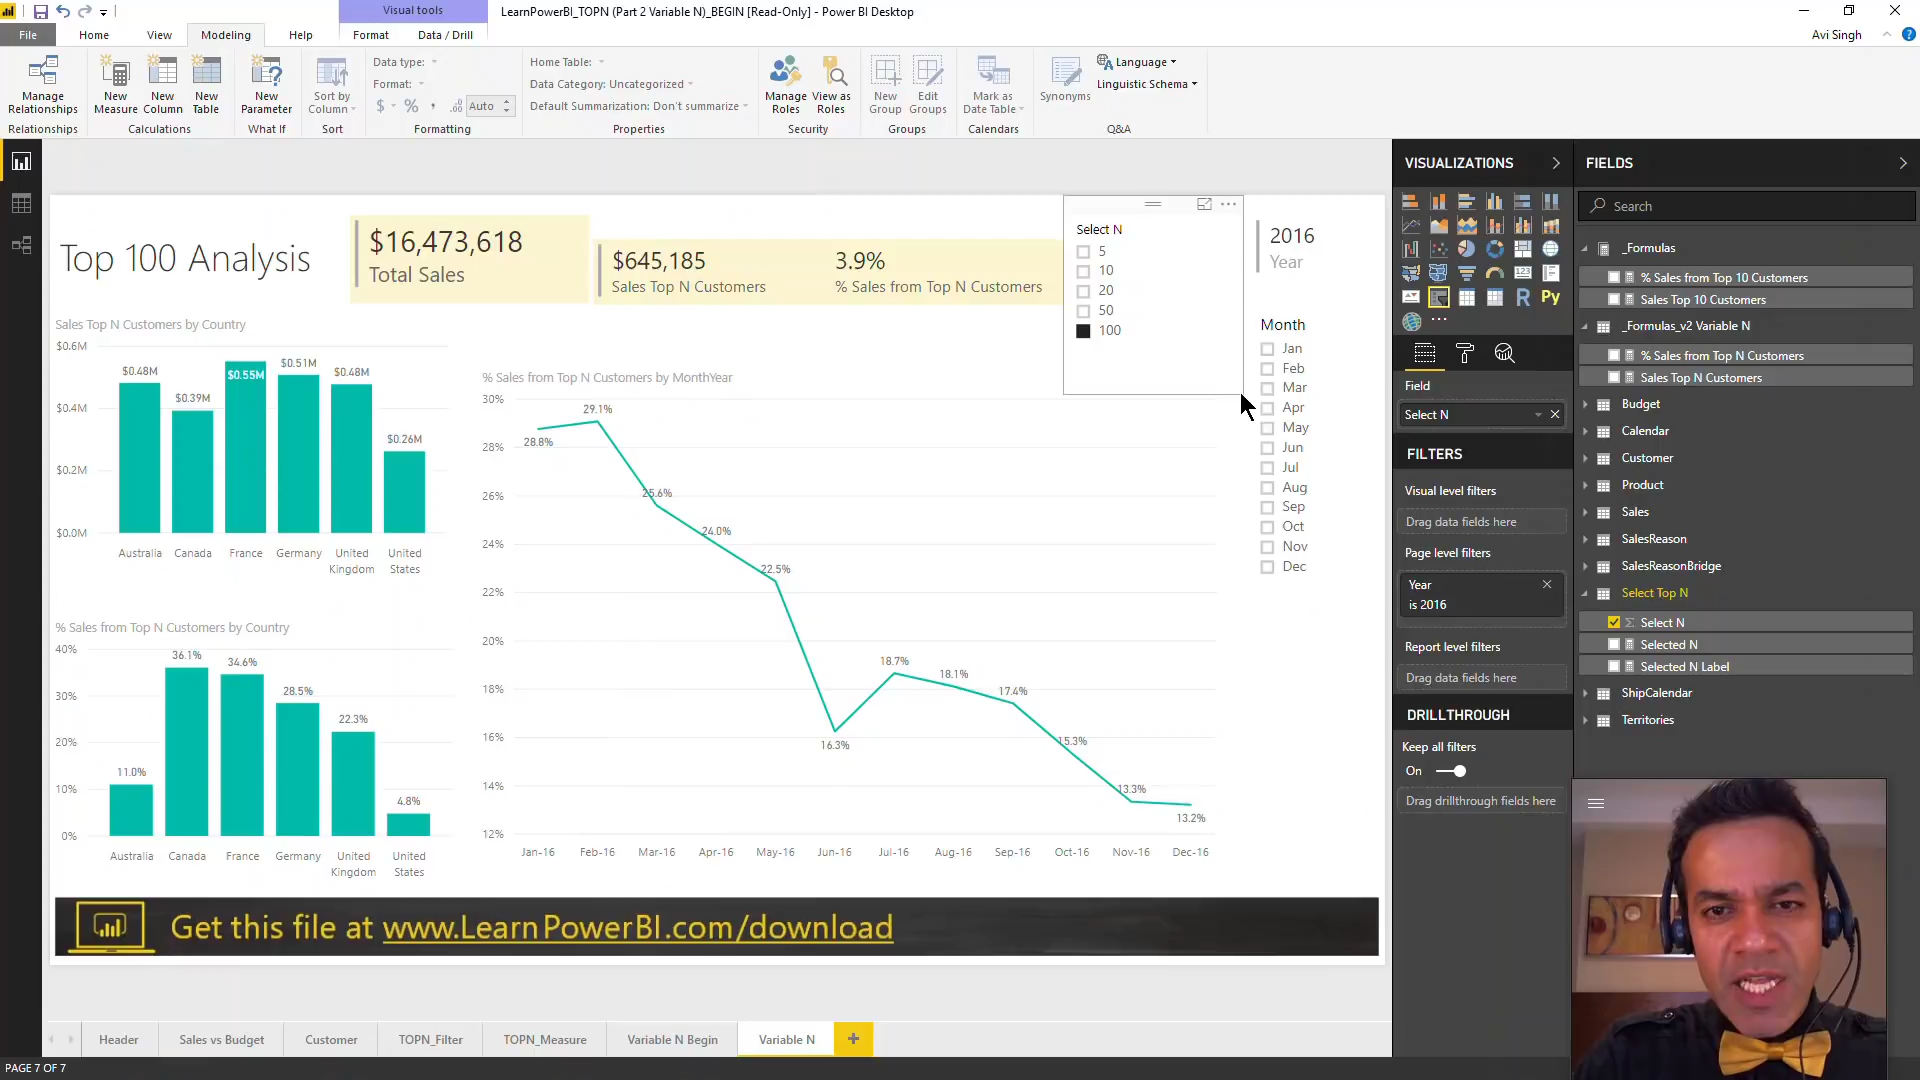 Visual tools
LearnPowerBI_TOPN (Part 2 Variable N)_BEGIN [Read-Only] - Power BI Desktop
File
Home
View
Modeling
Help
Format
Data / Drill
Avi Singh
Manage Relationships
New Measure
New Column
New Table
New Parameter
Sort by Column
Data type:
Format:
$ % , Auto
Home Table:
Data Category: Uncategorized
Default Summarization: Don't summarize
Manage Roles
View as Roles
New Group
Edit Groups
Mark as Date Table
Synonyms
Language
Linguistic Schema
Relationships
Calculations
What If
Sort
Formatting
Properties
Security
Groups
Calendars
Q&A
Top 100 Analysis
$16,473,618
Total Sales
$645,185
Sales Top N Customers
3.9%
% Sales from Top N Customers
Select N
5
10
20
50
100
2016
Year
Month
Jan
Feb
Mar
Apr
May
Jun
Jul
Aug
Sep
Oct
Nov
Dec
Sales Top N Customers by Country
$0.6M
$0.4M
$0.2M
$0.0M
$0.48M
$0.39M
$0.55M
$0.51M
$0.48M
$0.26M
Australia
Canada
France
Germany
United Kingdom
United States
% Sales from Top N Customers by Country
40%
30%
20%
10%
0%
11.0%
36.1%
34.6%
28.5%
22.3%
4.8%
Australia
Canada
France
Germany
United Kingdom
United States
% Sales from Top N Customers by MonthYear
30%
28%
26%
24%
22%
20%
18%
16%
14%
12%
28.8%
29.1%
25.6%
24.0%
22.5%
16.3%
18.7%
18.1%
17.4%
15.3%
13.3%
13.2%
Jan-16
Feb-16
Mar-16
Apr-16
May-16
Jun-16
Jul-16
Aug-16
Sep-16
Oct-16
Nov-16
Dec-16
Get this file at www.LearnPowerBI.com/download
VISUALIZATIONS
R
Py
Field
Select N
FILTERS
Visual level filters
Drag data fields here
Page level filters
Year
is 2016
Report level filters
Drag data fields here
DRILLTHROUGH
Keep all filters
On
Drag drillthrough fields here
FIELDS
Search
_Formulas
% Sales from Top 10 Customers
Sales Top 10 Customers
_Formulas_v2 Variable N
% Sales from Top N Customers
Sales Top N Customers
Budget
Calendar
Customer
Product
Sales
SalesReason
SalesReasonBridge
Select Top N
Select N
Selected N
Selected N Label
ShipCalendar
Territories
Header
Sales vs Budget
Customer
TOPN_Filter
TOPN_Measure
Variable N Begin
Variable N
PAGE 7 OF 7